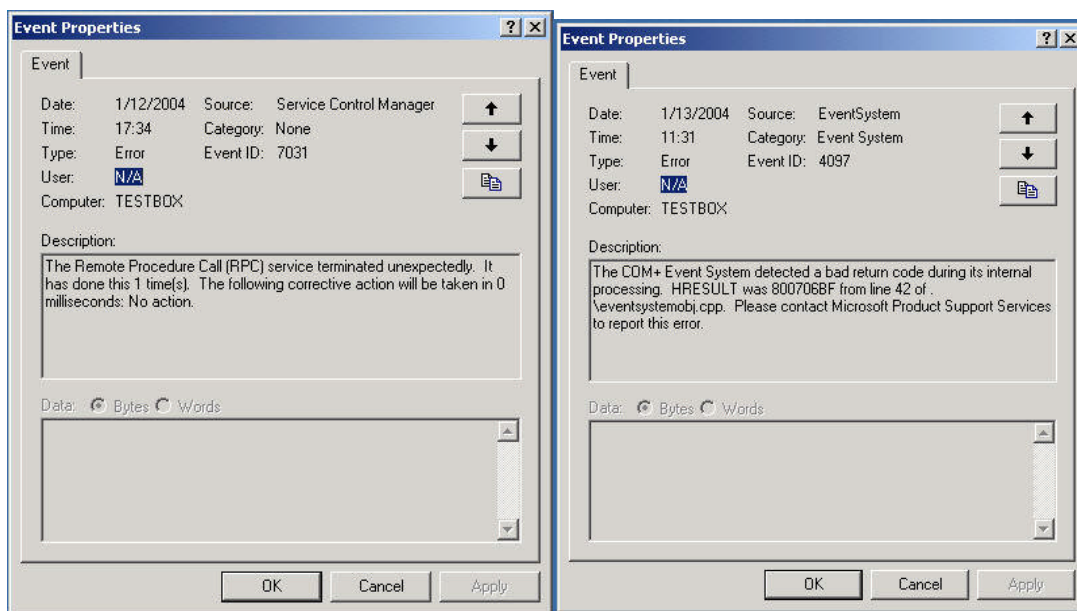 Event Properties
Event
Date: 1/12/2004 Source: Service Control Manager
Time: 17:34 Category: None
Type: Error Event ID: 7031
User: N/A
Computer: TESTBOX
Description:
The Remote Procedure Call (RPC) service terminated unexpectedly. It
has done this 1 time(s). The following corrective action will be taken in 0
milliseconds: No action.
Data: Bytes Words
OK Cancel Apply
Event Properties
Event
Date: 1/13/2004 Source: EventSystem
Time: 11:31 Category: Event System
Type: Error Event ID: 4097
User: N/A
Computer: TESTBOX
Description:
The COM+ Event System detected a bad return code during its internal
processing. HRESULT was 800706BF from line 42 of .
\eventsystemobj.cpp. Please contact Microsoft Product Support Services
to report this error.
Data: Bytes Words
OK Cancel Apply